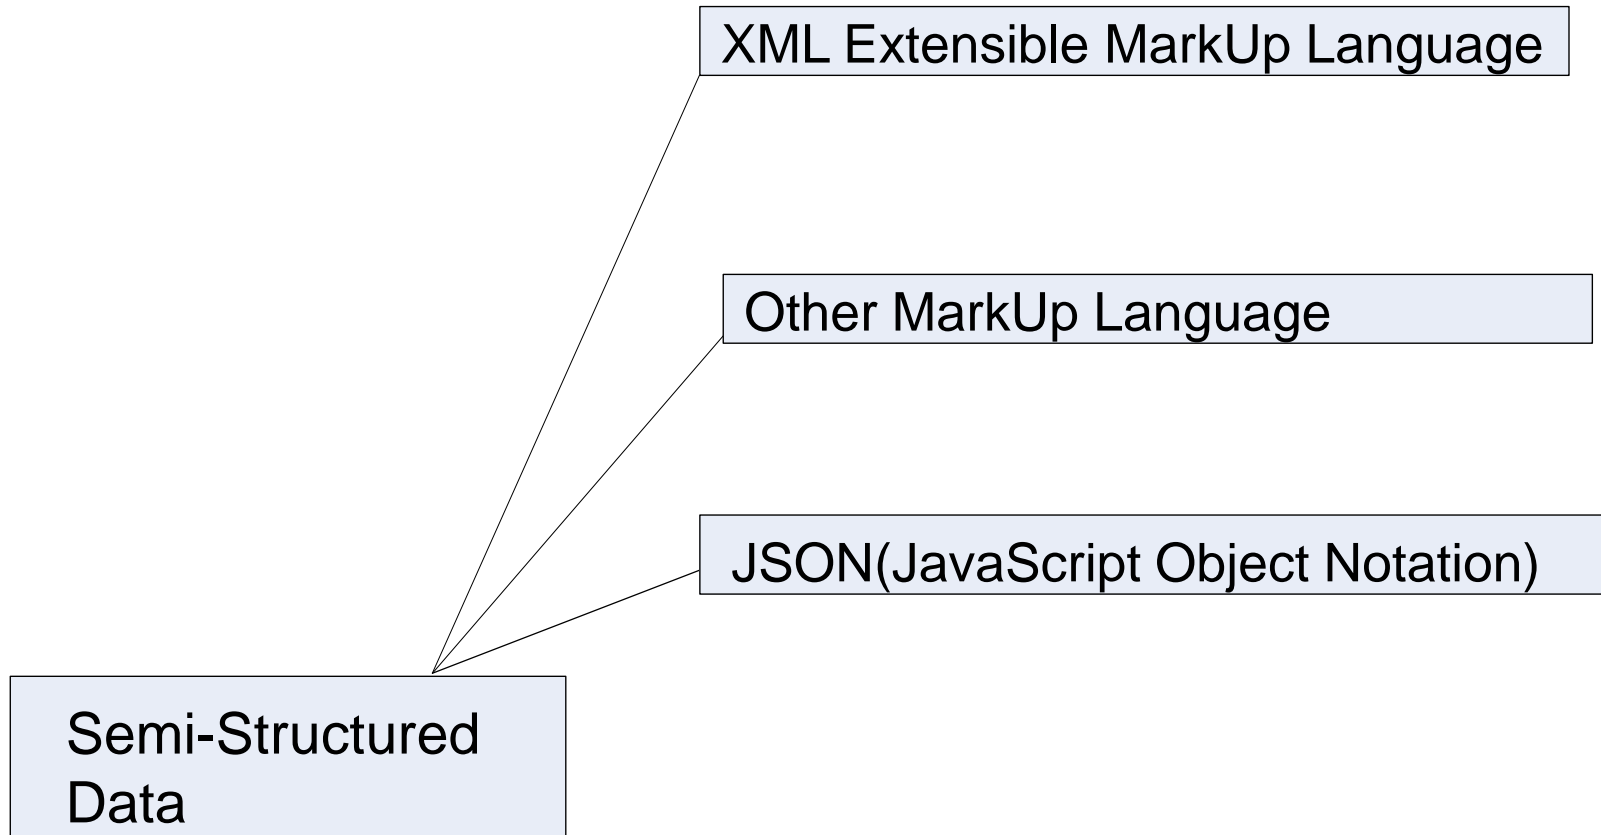 XML Extensible MarkUp Language
Other MarkUp Language
JSON(JavaScript Object Notation)
Semi-Structured
Data